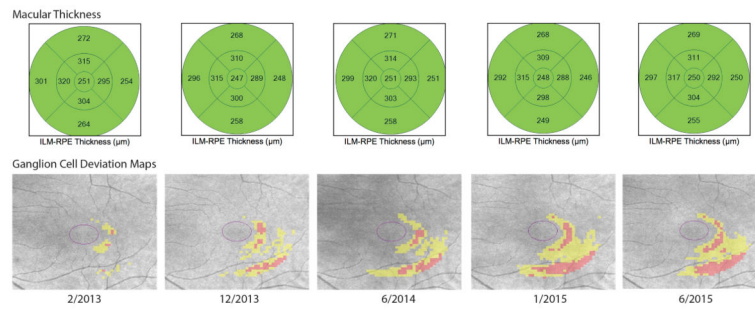 Macular Thickness
272
315
301 320 251 295 254
304
264
ILM-RPE Thickness (μm)
268
310
296 315 247 289 248
300
258
ILM-RPE Thickness (μm)
271
314
299 320 251 293 251
303
258
ILM-RPE Thickness (μm)
268
309
292 315 248 288 246
298
249
ILM-RPE Thickness (μm)
269
311
297 317 250 292 250
304
255
ILM-RPE Thickness (μm)
Ganglion Cell Deviation Maps
2/2013
12/2013
6/2014
1/2015
6/2015